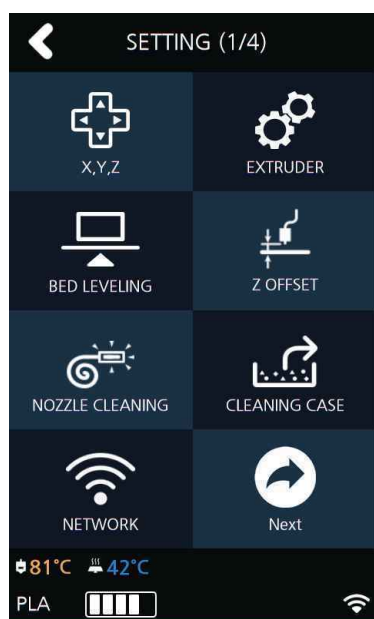 SETTING (1/4)
X,Y,Z
EXTRUDER
BED LEVELING
Z OFFSET
NOZZLE CLEANING
CLEANING CASE
NETWORK
Next
81°C 42°C
PLA